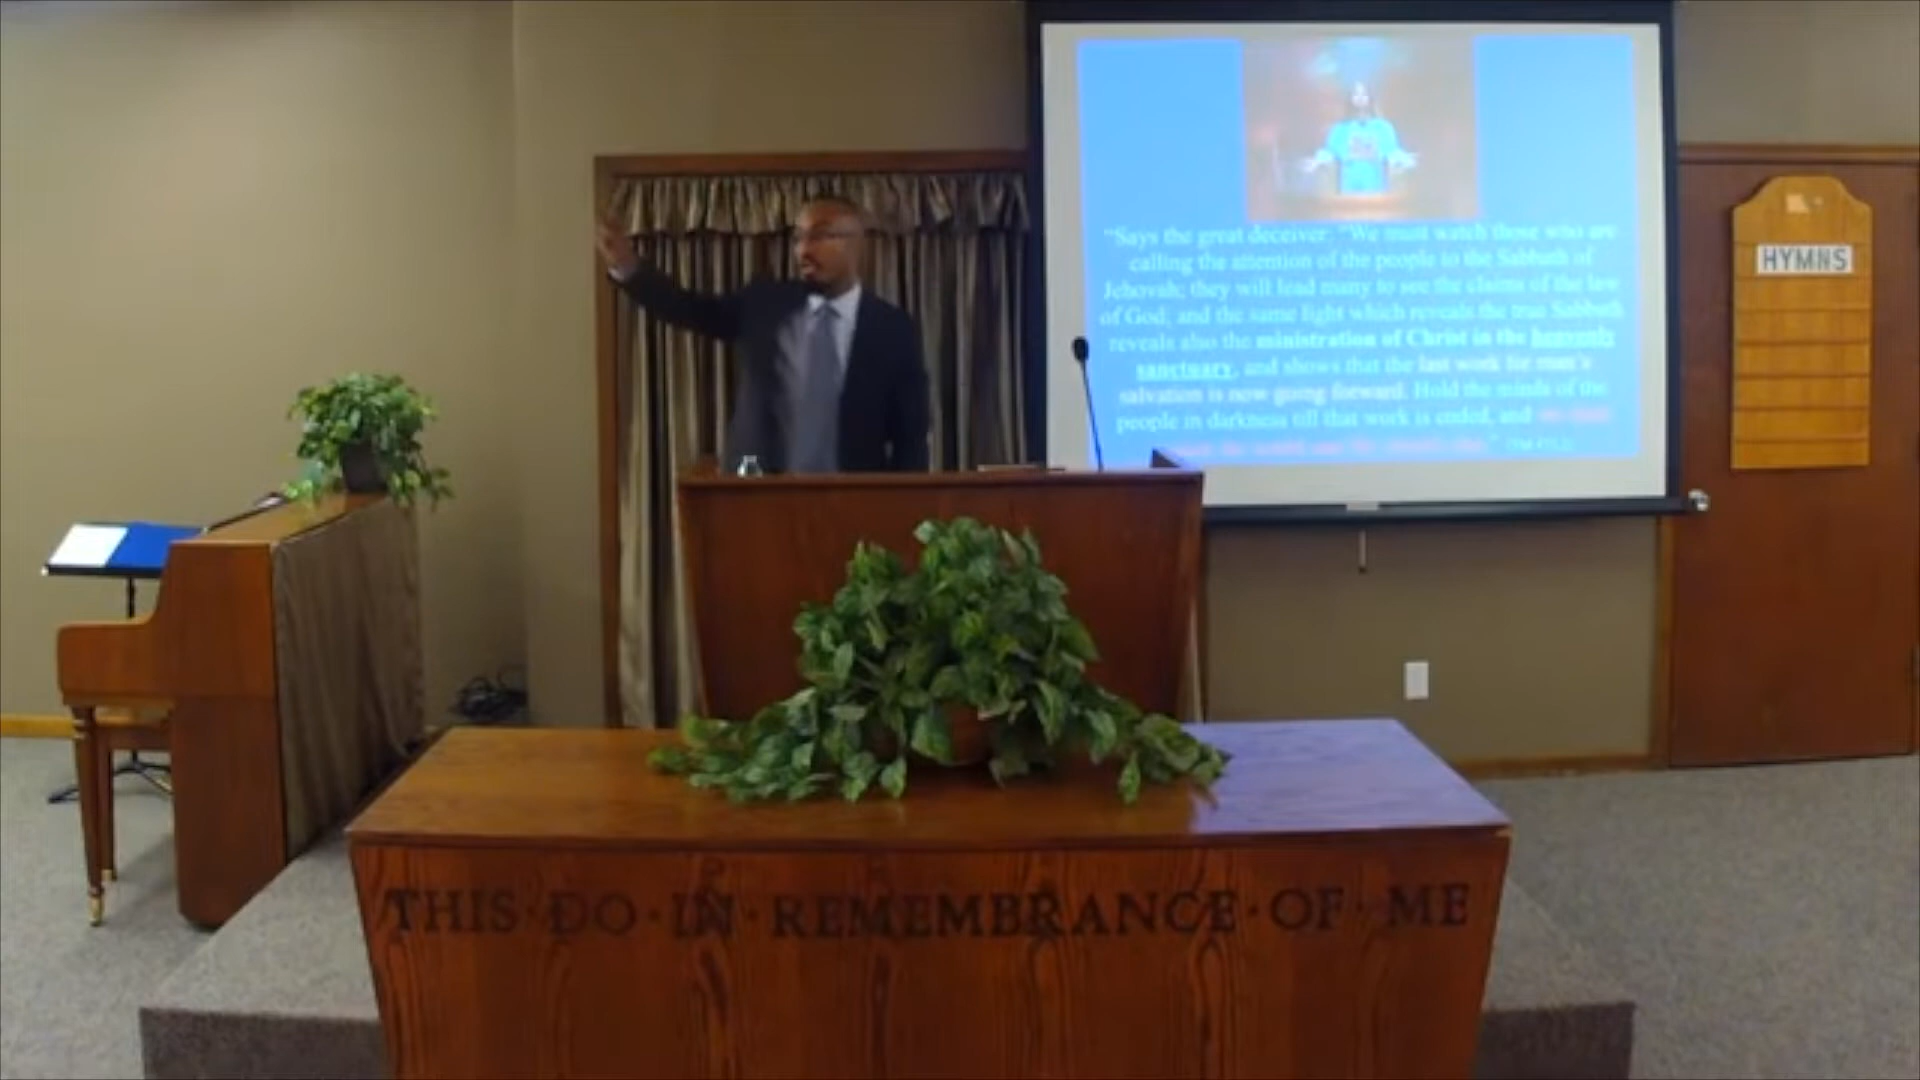 "Says the great deceiver: "We must watch those who are
calling the attention of the people to the Sabbath of
Jehovah; they will lead many to see the claims of the law
of God; and the same light which reveals the true Sabbath
reveals also the ministration of Christ in the heavenly
sanctuary, and shows that the last work for man's
salvation is now going forward. Hold the minds of the
people in darkness till that work is ended, and
HYMNS
THIS·DO·IN·REMEMBRANCE·OF·ME